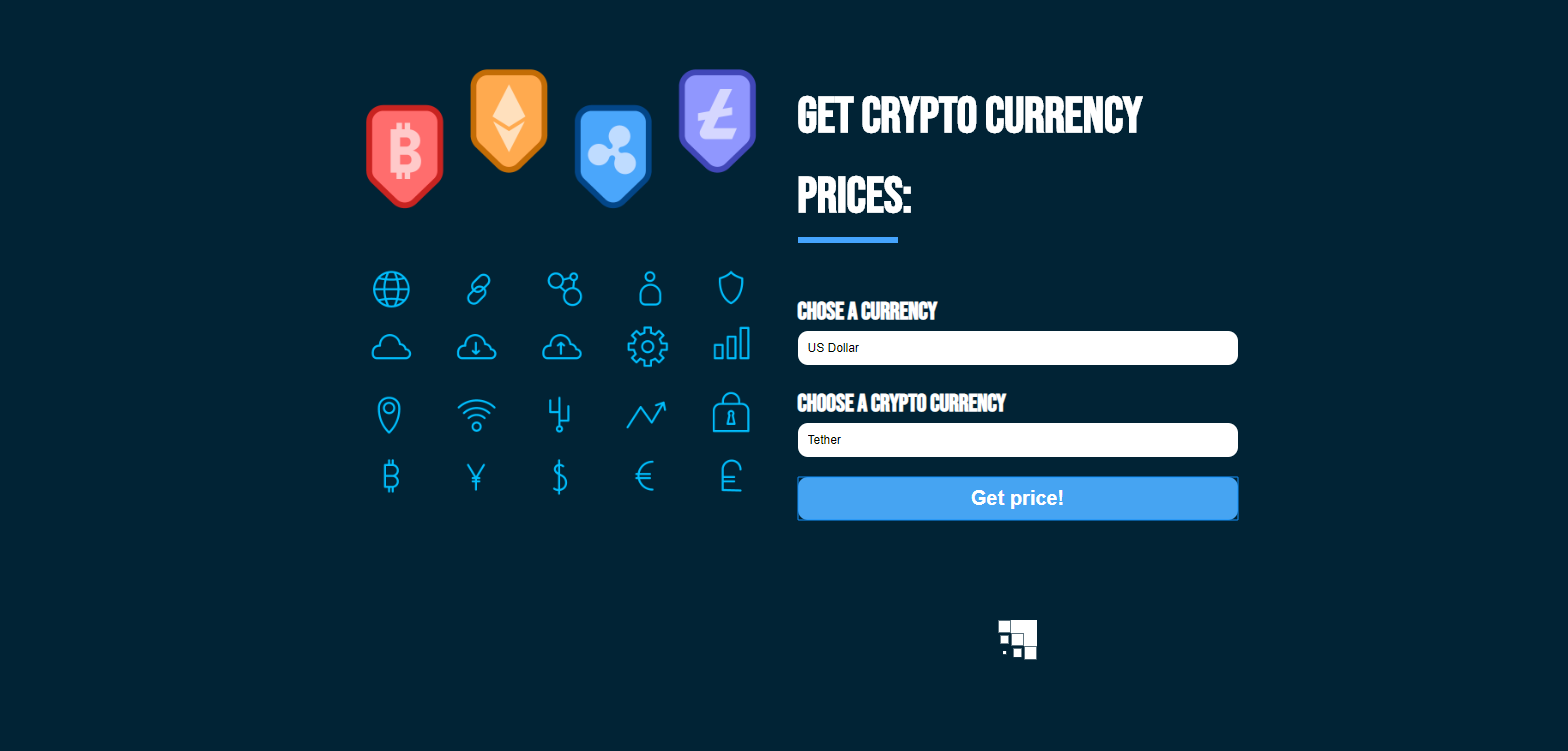 GET CRYPTO CURRENCY
PRICES:
CHOSE A CURRENCY
US Dollar
CHOOSE A CRYPTO CURRENCY
Tether
Get price!